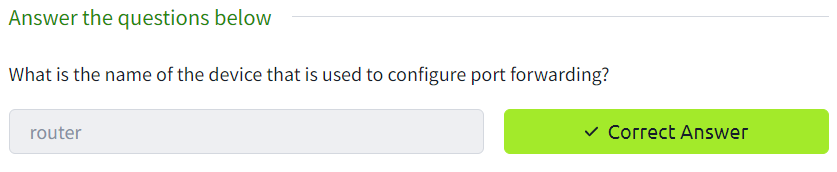 Answer the questions below
What is the name of the device that is used to configure port forwarding?
router
✓ Correct Answer